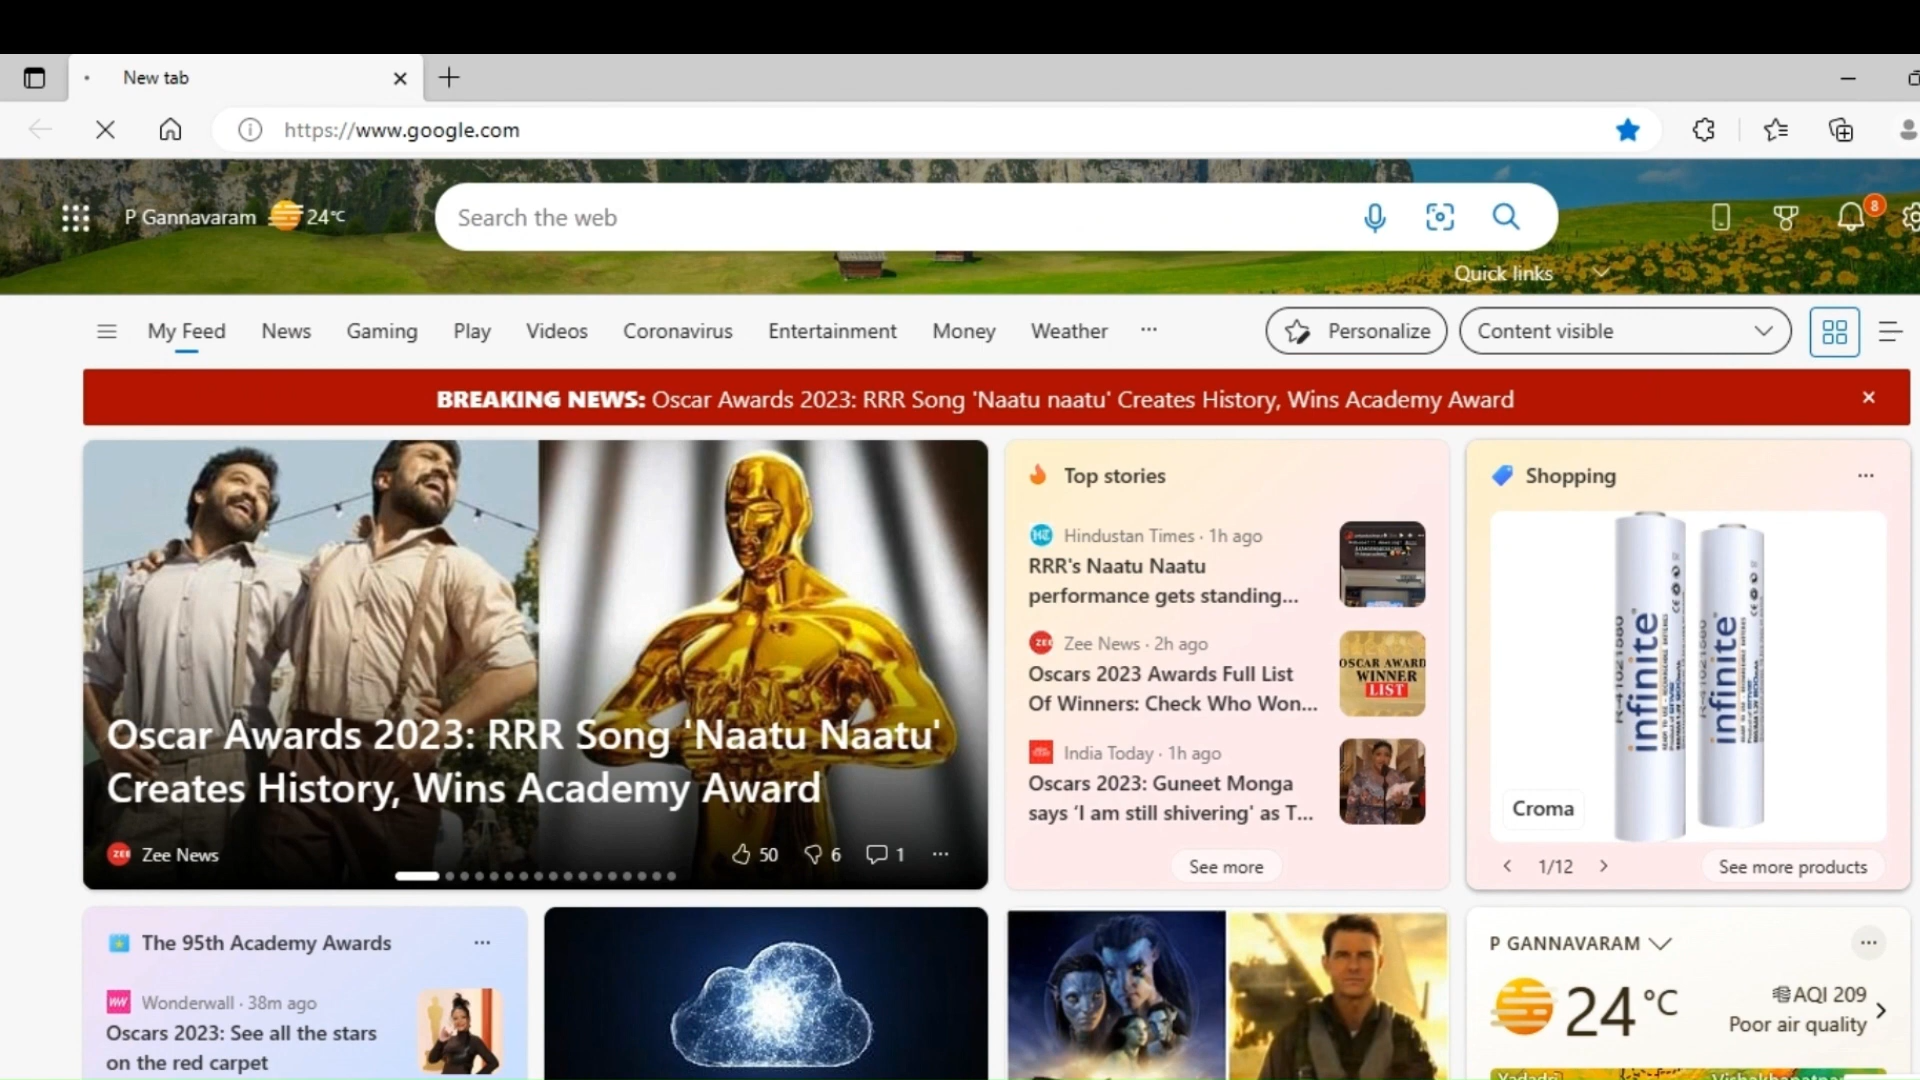 New tab
https://www.google.com
P Gannavaram 24°C
Search the web
8
Quick links
My Feed News Gaming Play Videos Coronavirus Entertainment Money Weather ... Personalize Content visible
BREAKING NEWS: Oscar Awards 2023: RRR Song 'Naatu naatu' Creates History, Wins Academy Award
Oscar Awards 2023: RRR Song 'Naatu Naatu'
Creates History, Wins Academy Award
ZEE Zee News 50 6 1
Top stories
HT Hindustan Times · 1h ago
RRR's Naatu Naatu
performance gets standing...
ZEE Zee News · 2h ago
Oscars 2023 Awards Full List
Of Winners: Check Who Won...
OSCAR AWARD
WINNER
LIST
India Today · 1h ago
Oscars 2023: Guneet Monga
says ‘I am still shivering' as T...
See more
Shopping
infinite
infinite
Croma
1/12 See more products
The 95th Academy Awards
Wonderwall · 38m ago
Oscars 2023: See all the stars
on the red carpet
P GANNAVARAM
24 °C
AQI 209
Poor air quality